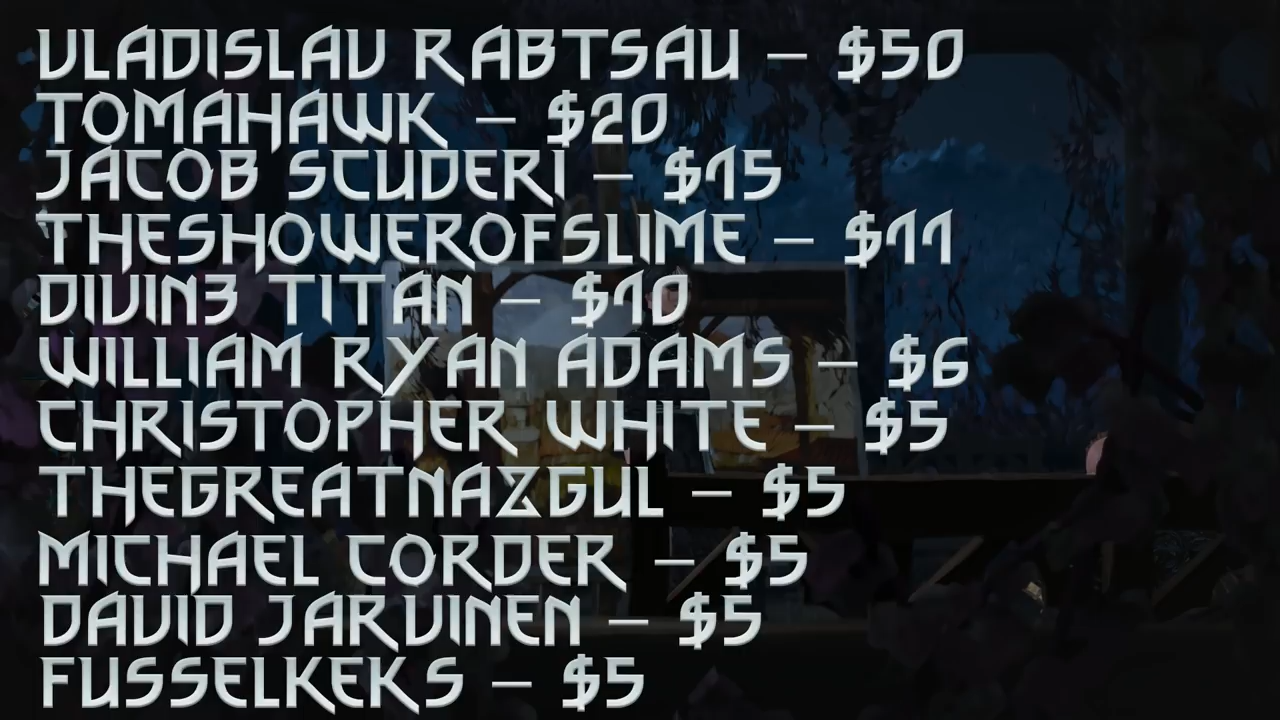 VLADISLAV RABTSAU – $50
TOMAHAWK – $20
JACOB SCUDERI – $15
THESHOWEROFSLIME – $11
DIVIN3 TITAN – $10
WILLIAM RYAN ADAMS – $6
CHRISTOPHER WHITE – $5
THEGREATNAZGUL – $5
MICHAEL CORDER – $5
DAVID JARVINEN – $5
FUSSELKEKS – $5